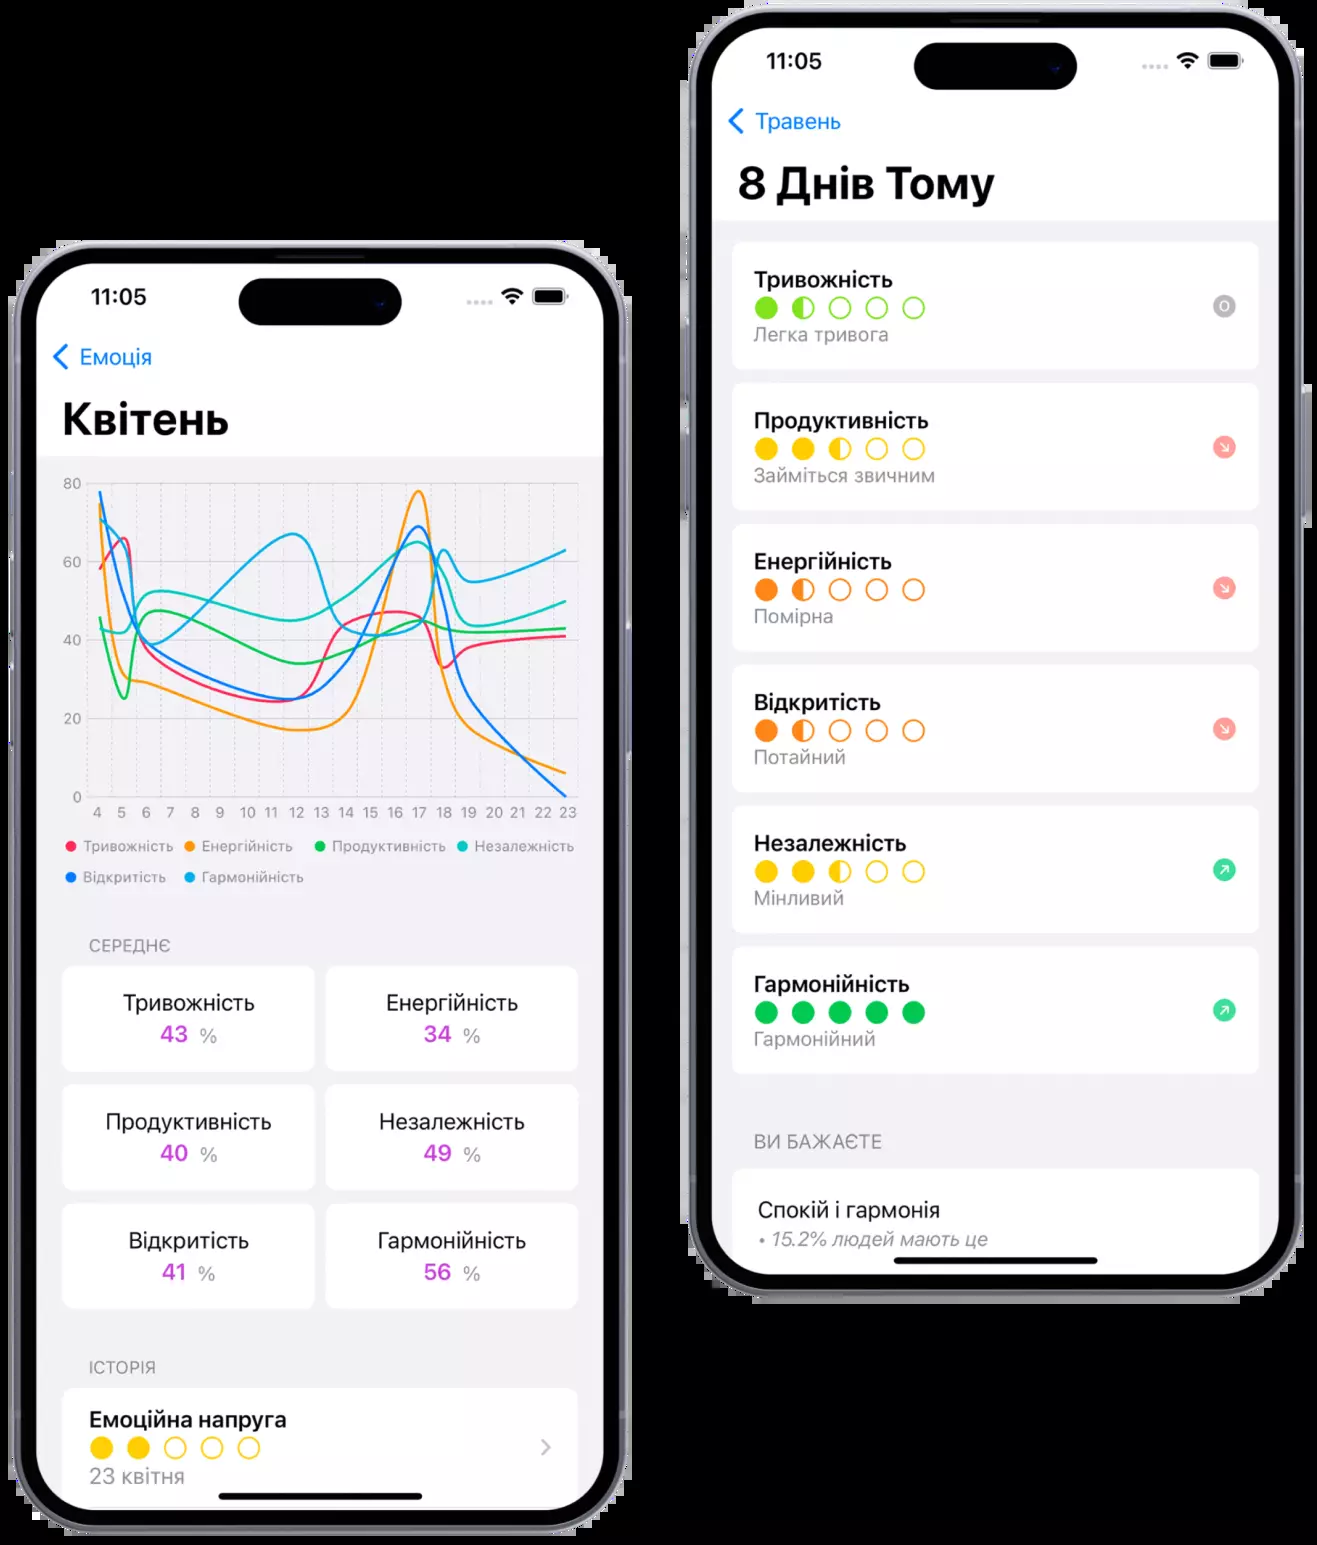 11:05
Емоція
Квітень
80
60
40
20
0
4 5 6 7 8 9 10 11 12 13 14 15 16 17 18 19 20 21 22 23
Тривожність Енергійність Продуктивність Незалежність
Відкритість Гармонійність
СЕРЕДНЄ
Тривожність
43 %
Енергійність
34 %
Продуктивність
40 %
Незалежність
49 %
Відкритість
41 %
Гармонійність
56 %
ІСТОРІЯ
Емоційна напруга
23 квітня
11:05
Травень
8 Днів Тому
Тривожність
Легка тривога
Продуктивність
Займіться звичним
Енергійність
Помірна
Відкритість
Потайний
Незалежність
Мінливий
Гармонійність
Гармонійний
ВИ БАЖАЄТЕ
Спокій і гармонія
• 15.2% людей мають це